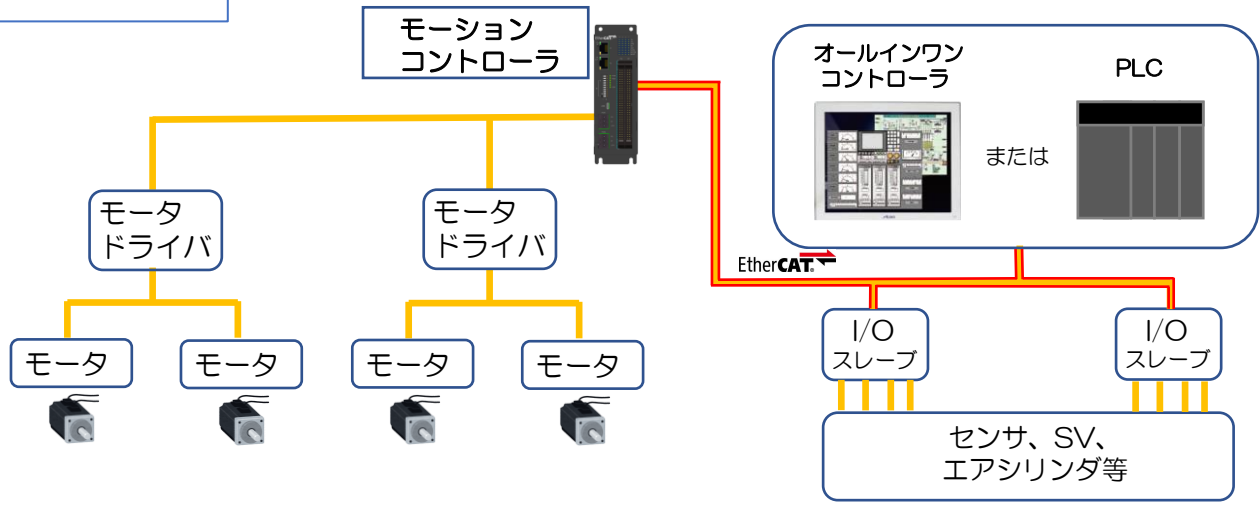 モーション
コントローラ
オールインワン
コントローラ
PLC
または
モータ
ドライバ
モータ
ドライバ
EtherCAT®
I/O
スレーブ
I/O
スレーブ
モータ
モータ
モータ
モータ
センサ、SV、
エアシリンダ等